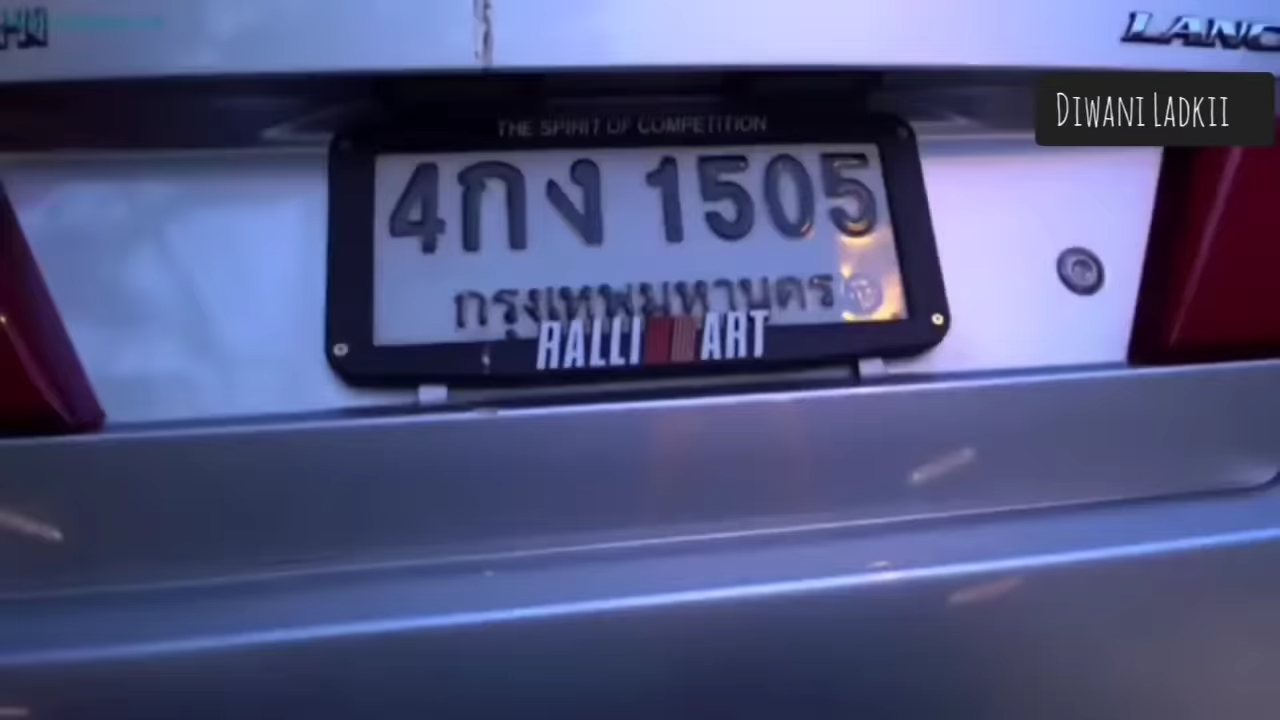 LANC
DIWANI LADKII
THE SPIRIT OF COMPETITION
4กง 1505
กรุงเทพมหานคร
RALLI ART